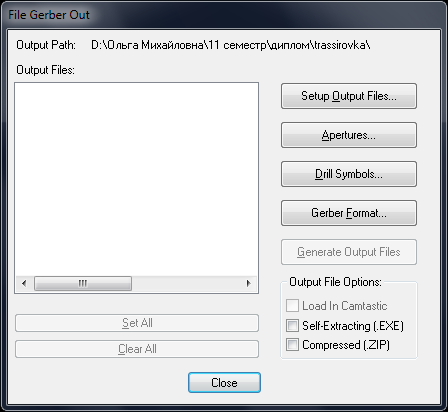 File Gerber Out
Output Path: D:\Ольга Михайловна\11 семестр\диплом\trassirovka\
Output Files:
Setup Output Files...
Apertures...
Drill Symbols...
Gerber Format...
Generate Output Files
Output File Options:
Load In Camtastic
Set All
Self-Extracting (.EXE)
Clear All
Compressed (.ZIP)
Close